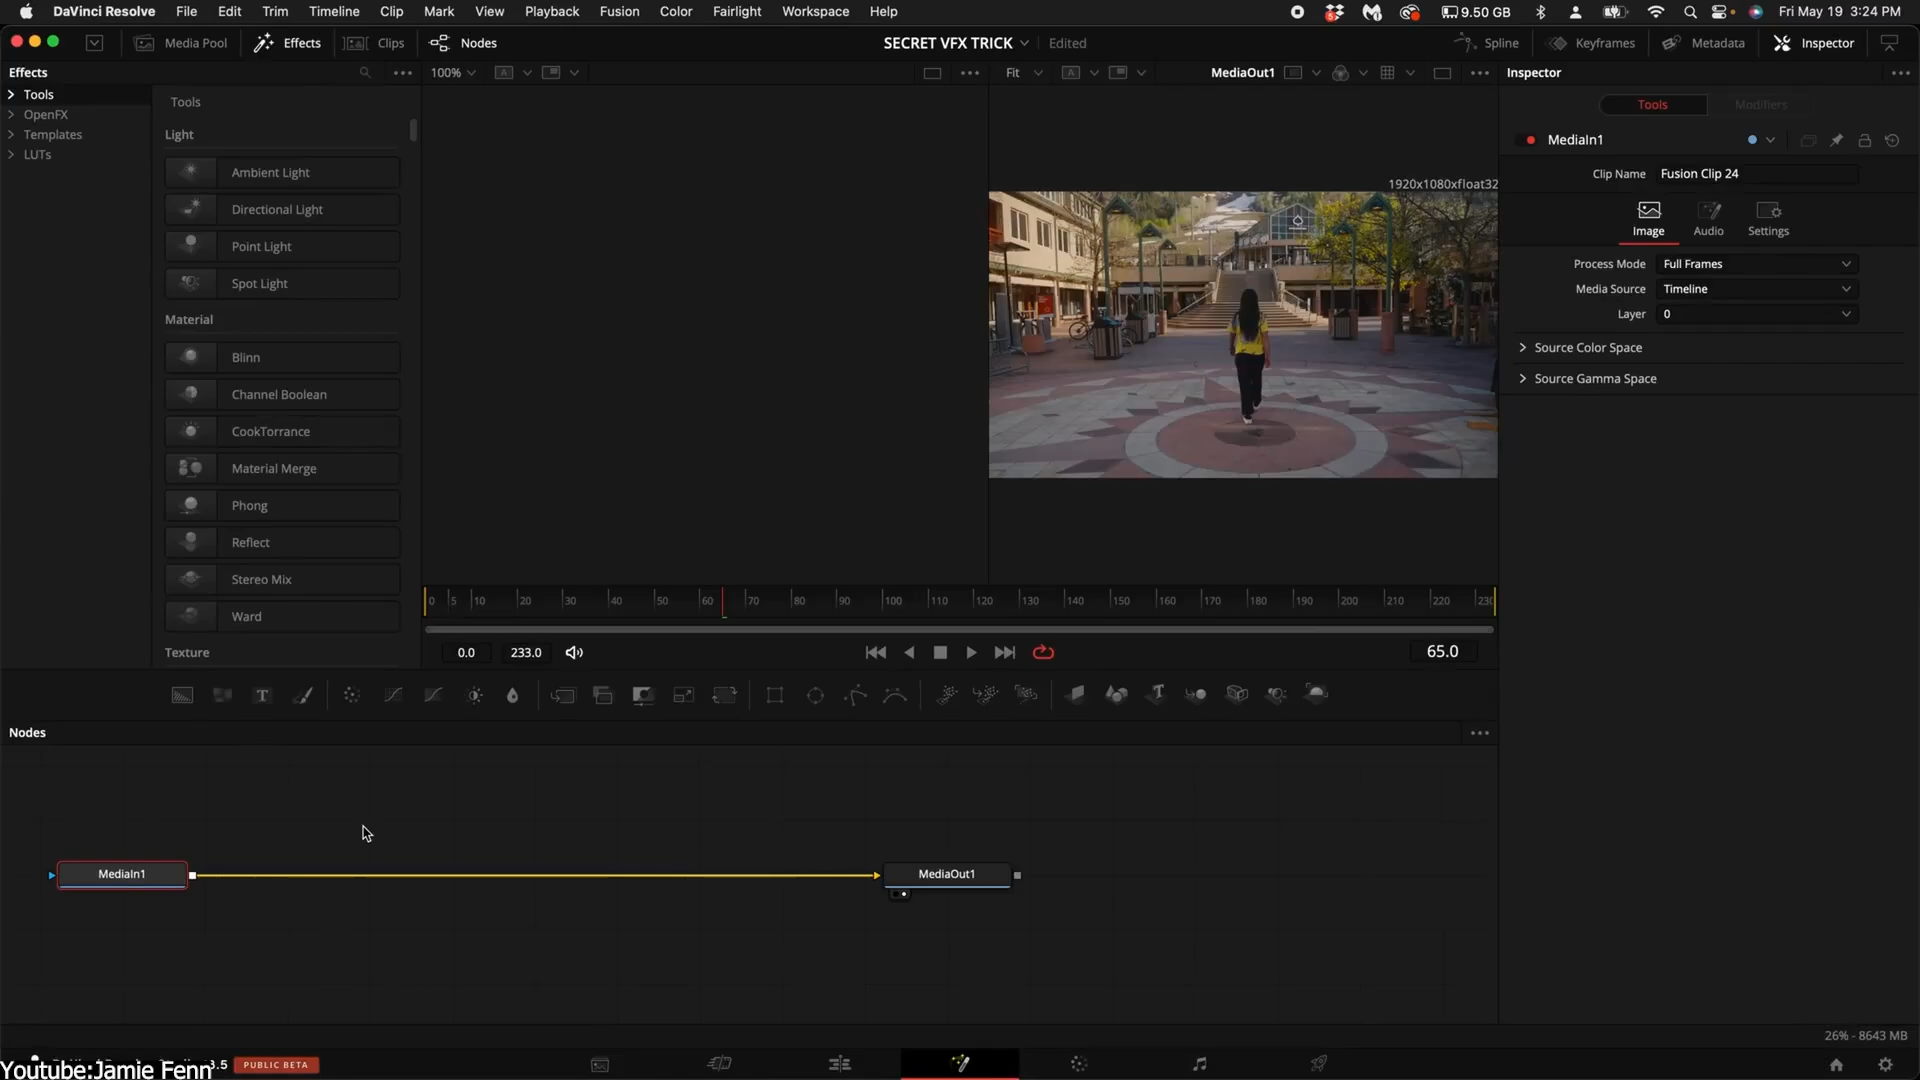 DaVinci Resolve File Edit Trim Timeline Clip Mark View Playback Fusion Color Fairlight Workspace Help 9.50 GB Fri May 19 3:24 PM
Media Pool Effects Clips Nodes SECRET VFX TRICK Edited Spline Keyframes Metadata Inspector
Effects 100% Fit MediaOut1 Inspector
Tools
OpenFX
Templates
LUTs
Tools
Light
Ambient Light
Directional Light
Point Light
Spot Light
Material
Blinn
Channel Boolean
CookTorrance
Material Merge
Phong
Reflect
Stereo Mix
Ward
Texture
1920x1080xfloat32
Tools Modifiers
MediaIn1
Clip Name Fusion Clip 24
Image Audio Settings
Process Mode Full Frames
Media Source Timeline
Layer 0
Source Color Space
Source Gamma Space
0 5 10 20 30 40 50 60 70 80 90 100 110 120 130 140 150 160 170 180 190 200 210 220 230
0.0 233.0 65.0
Nodes
MediaIn1 MediaOut1
26% - 8643 MB
3.5 PUBLIC BETA
Youtube:Jamie Fenn